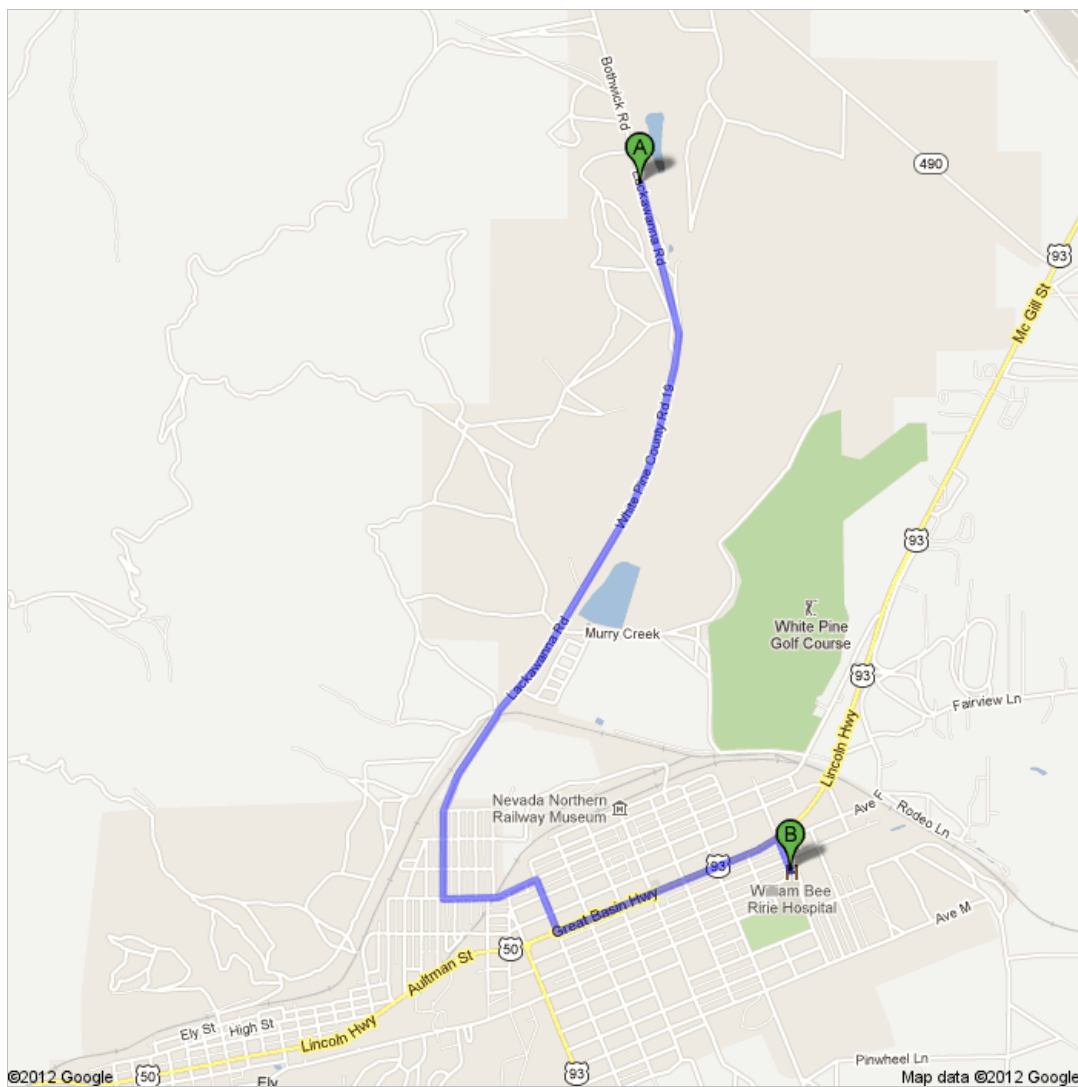 Bothwick Rd
A
Lackawanna Rd
490
93
Mc Gill St
White Pine County Rd 19
93
White Pine
Golf Course
Murry Creek
Lackawanna Rd
93
Fairview Ln
Lincoln Hwy
Nevada Northern
Railway Museum
Ave F
Rodeo Ln
B
93
William Bee
Ririe Hospital
Great Basin Hwy
Ave M
50
Aultman St
Ely St
High St
Lincoln Hwy
Pinwheel Ln
©2012 Google
50
Ely
93
Map data ©2012 Google